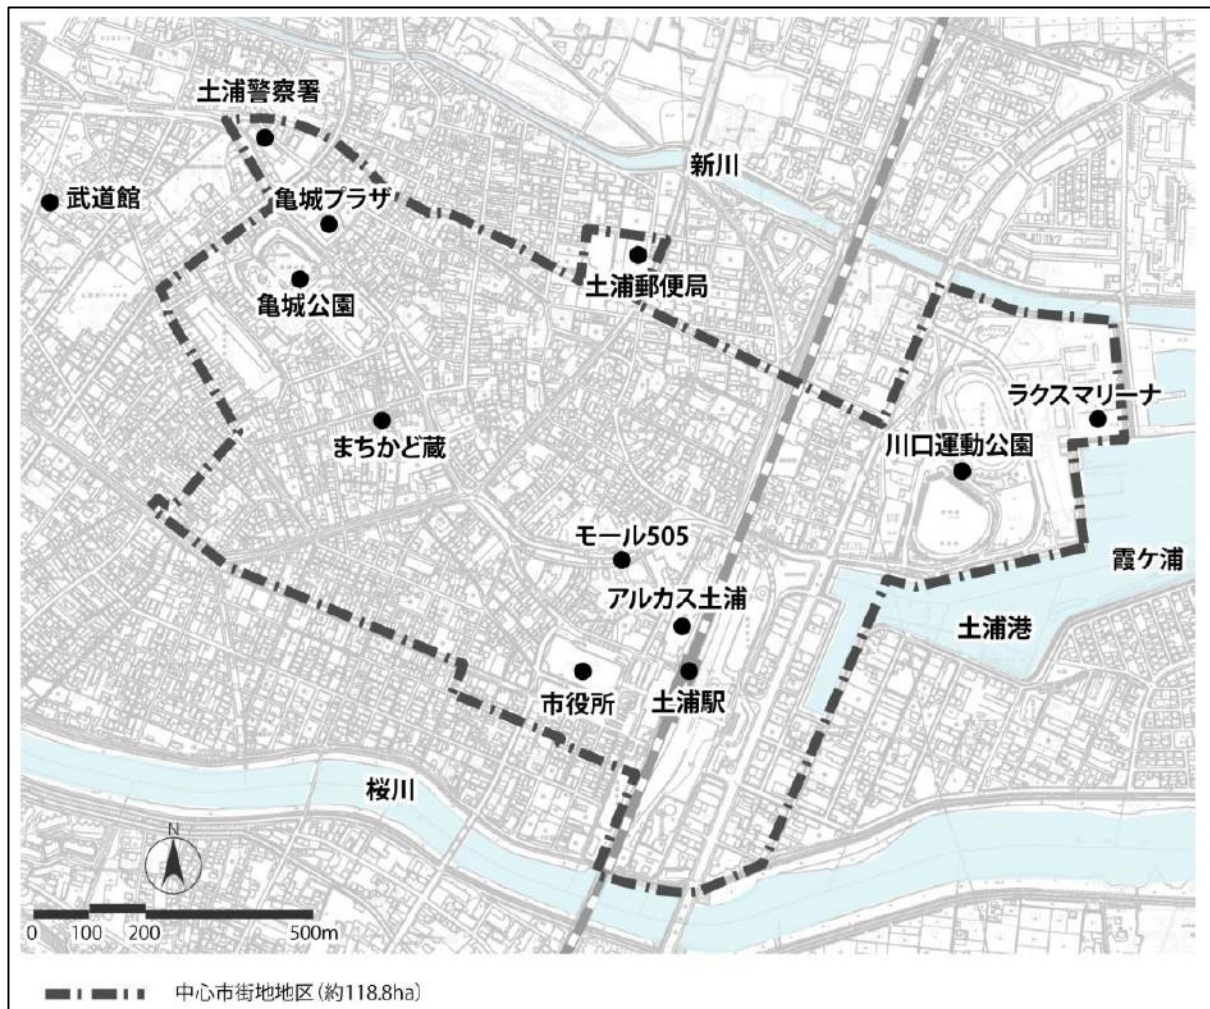 土浦警察署
新川
武道館
亀城プラザ
土浦郵便局
亀城公園
ラクスマリーナ
まちかど蔵
川口運動公園
モール505
霞ケ浦
アルカス土浦
土浦港
市役所
土浦駅
桜川
N
0 100 200 500m
中心市街地地区(約118.8ha)